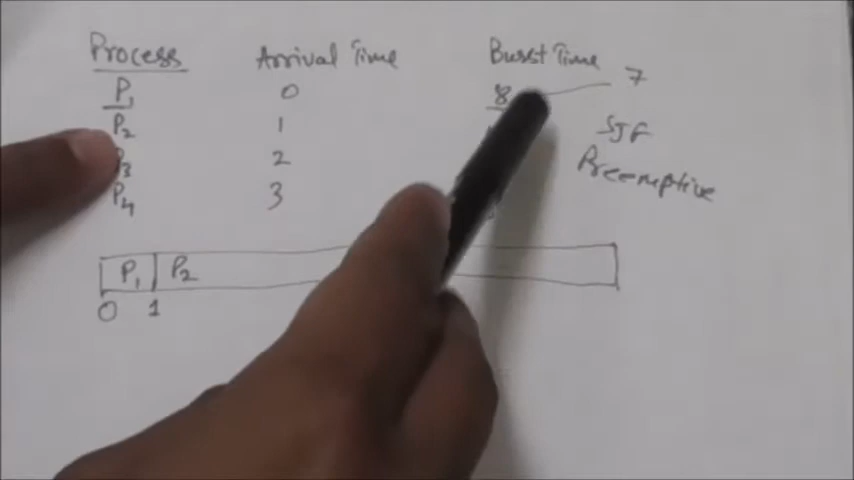 Process Arrival Time Burst Time
P1 0 8 7
P2 1 SJF
P3 2 Preemptive
P4 3
P1 P2
0 1